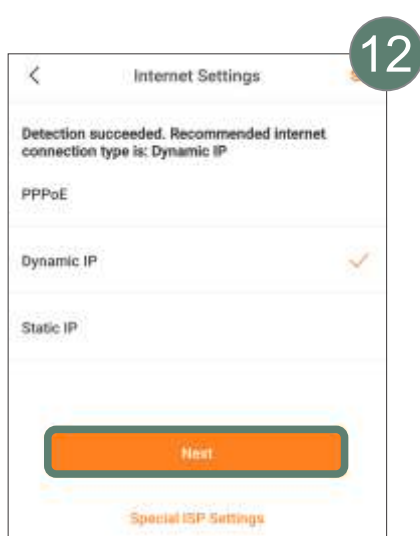 12
Internet Settings
Detection succeeded. Recommended internet
connection type is: Dynamic IP
PPPoE
Dynamic IP
Static IP
Next
Special ISP Settings